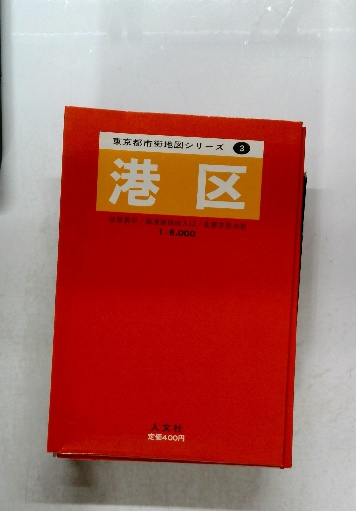 東京都市街地図シリーズ 3
港区
1:8,000
人文社
定価400円